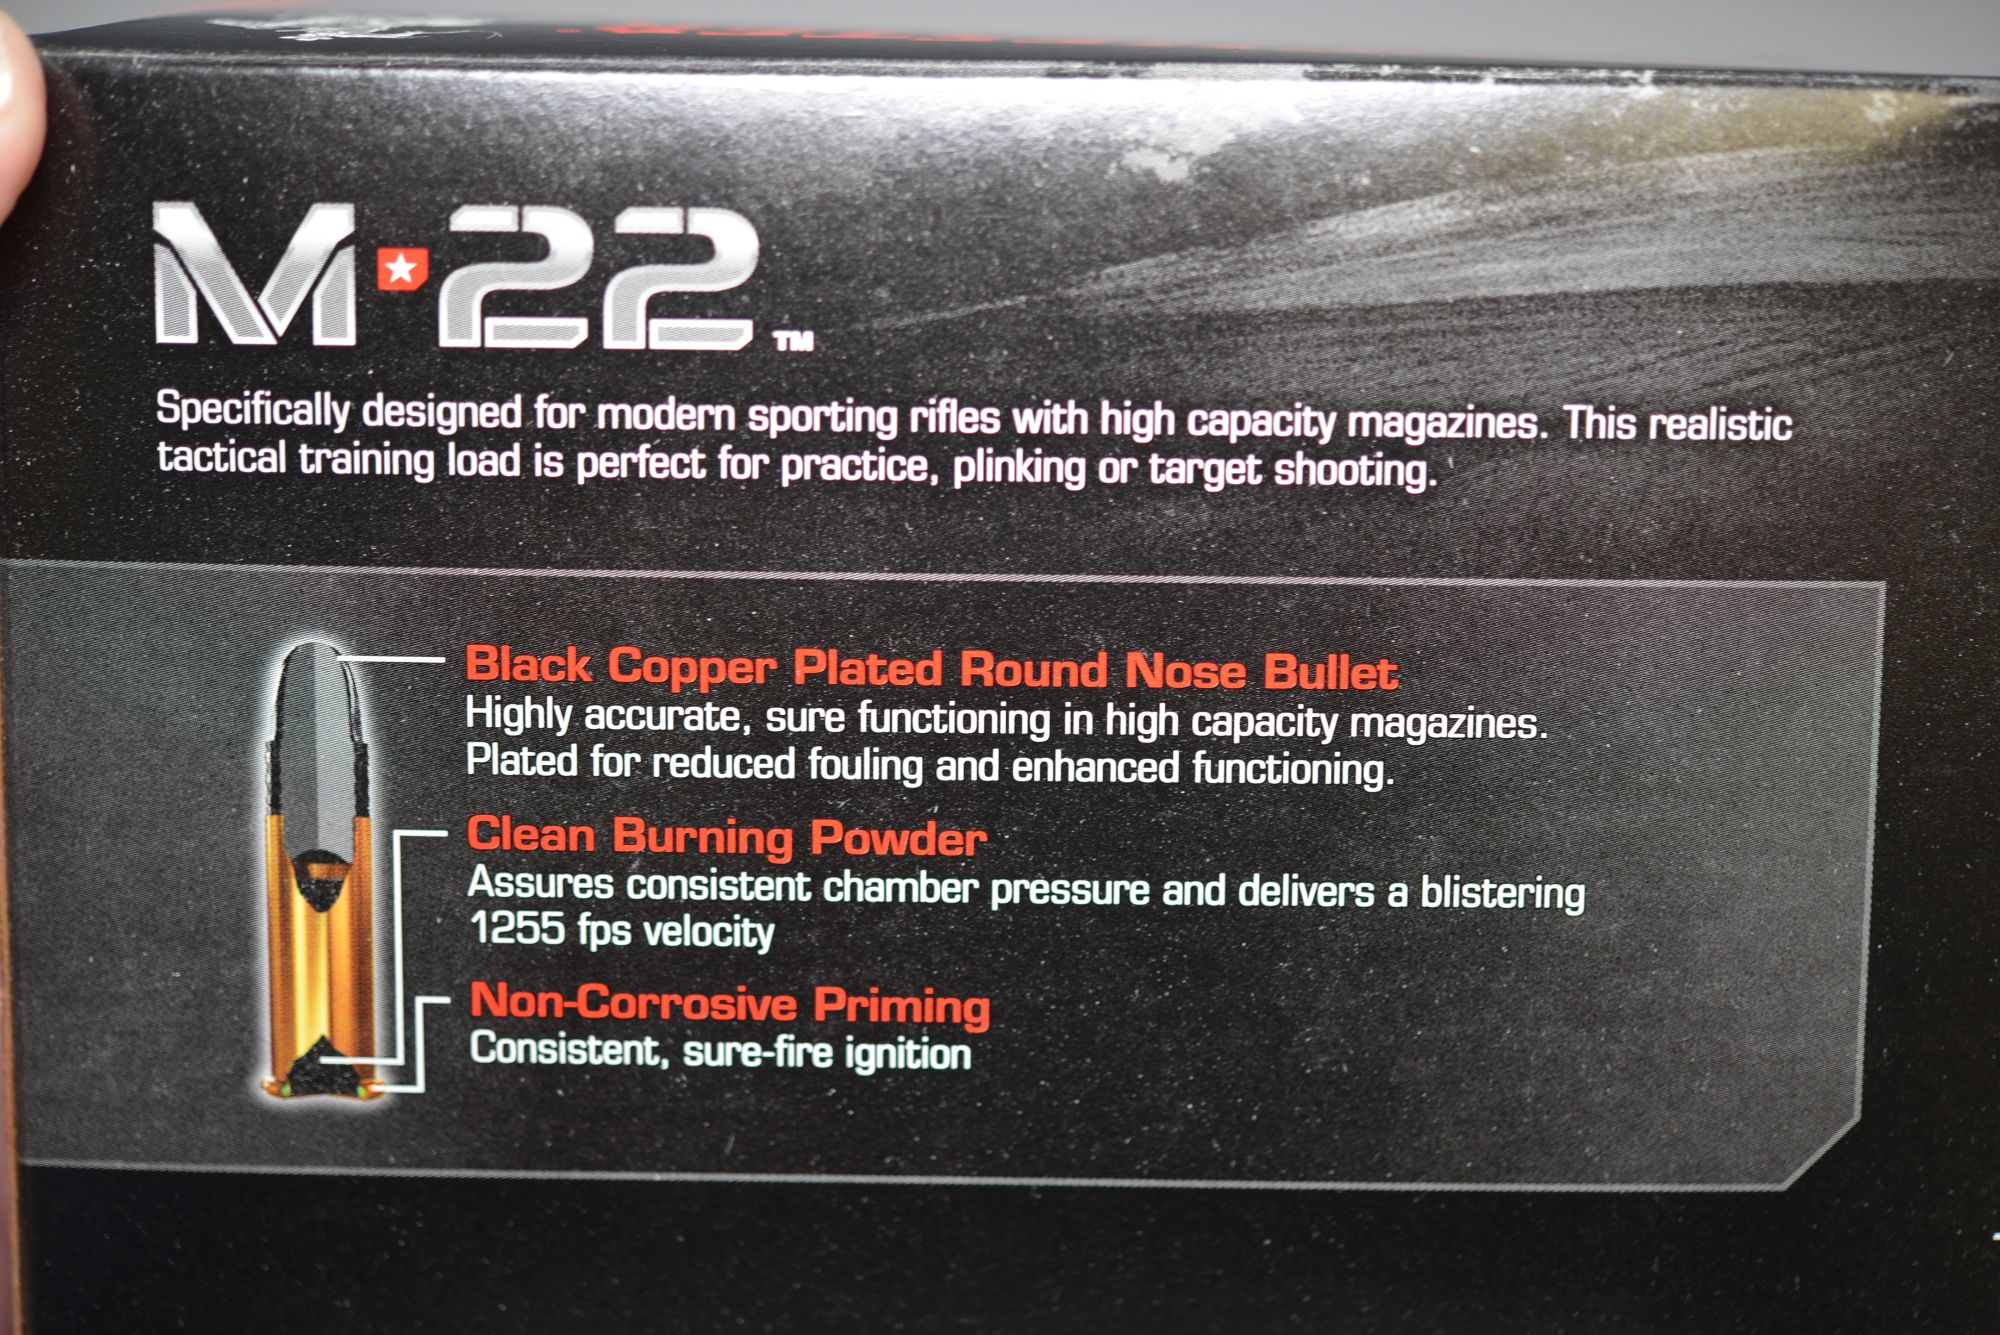 M★22™
Specifically designed for modern sporting rifles with high capacity magazines. This realistic
tactical training load is perfect for practice, plinking or target shooting.
Black Copper Plated Round Nose Bullet
Highly accurate, sure functioning in high capacity magazines.
Plated for reduced fouling and enhanced functioning.
Clean Burning Powder
Assures consistent chamber pressure and delivers a blistering
1255 fps velocity
Non-Corrosive Priming
Consistent, sure-fire ignition